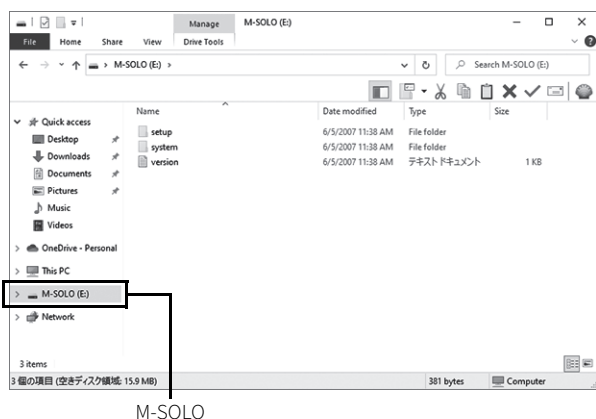 Manage
M-SOLO (E:)
File
Home
Share
View
Drive Tools
M-SOLO (E:)
Search M-SOLO (E:)
Name
Date modified
Type
Size
Quick access
Desktop
Downloads
Documents
Pictures
Music
Videos
OneDrive - Personal
This PC
M-SOLO (E:)
Network
setup 6/5/2007 11:38 AM File folder
system 6/5/2007 11:38 AM File folder
version 6/5/2007 11:38 AM テキスト ドキュメント 1 KB
3 items
3 個の項目 (空きディスク領域: 15.9 MB)
381 bytes
Computer
M-SOLO